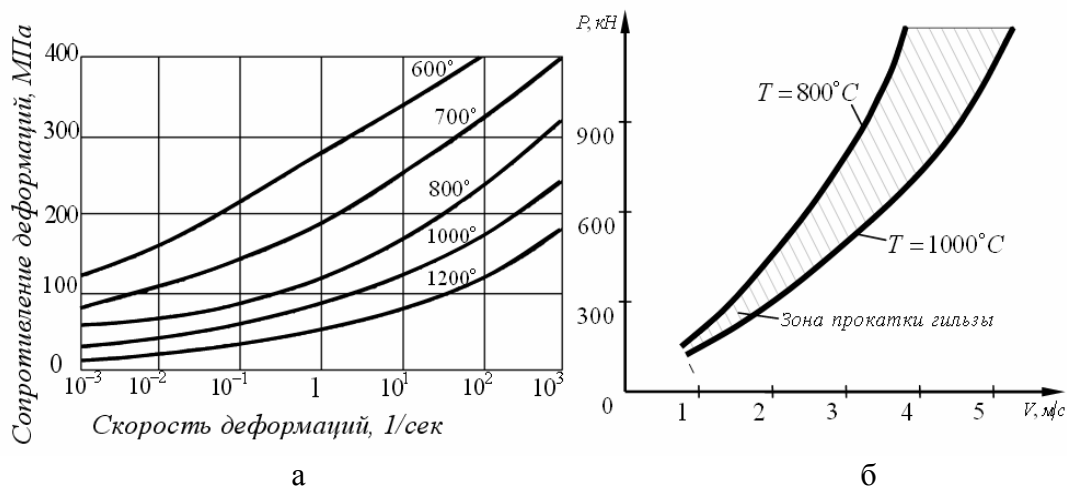 Сопротивление деформаций, МПа
400
300
200
100
0
600°
700°
800°
1000°
1200°
10⁻³
10⁻²
10⁻¹
1
10¹
10²
10³
Скорость деформаций, 1/сек
а
P, кН
900
600
300
0
T = 800°C
T = 1000°C
Зона прокатки гильзы
1
2
3
4
5
V, м/с
б